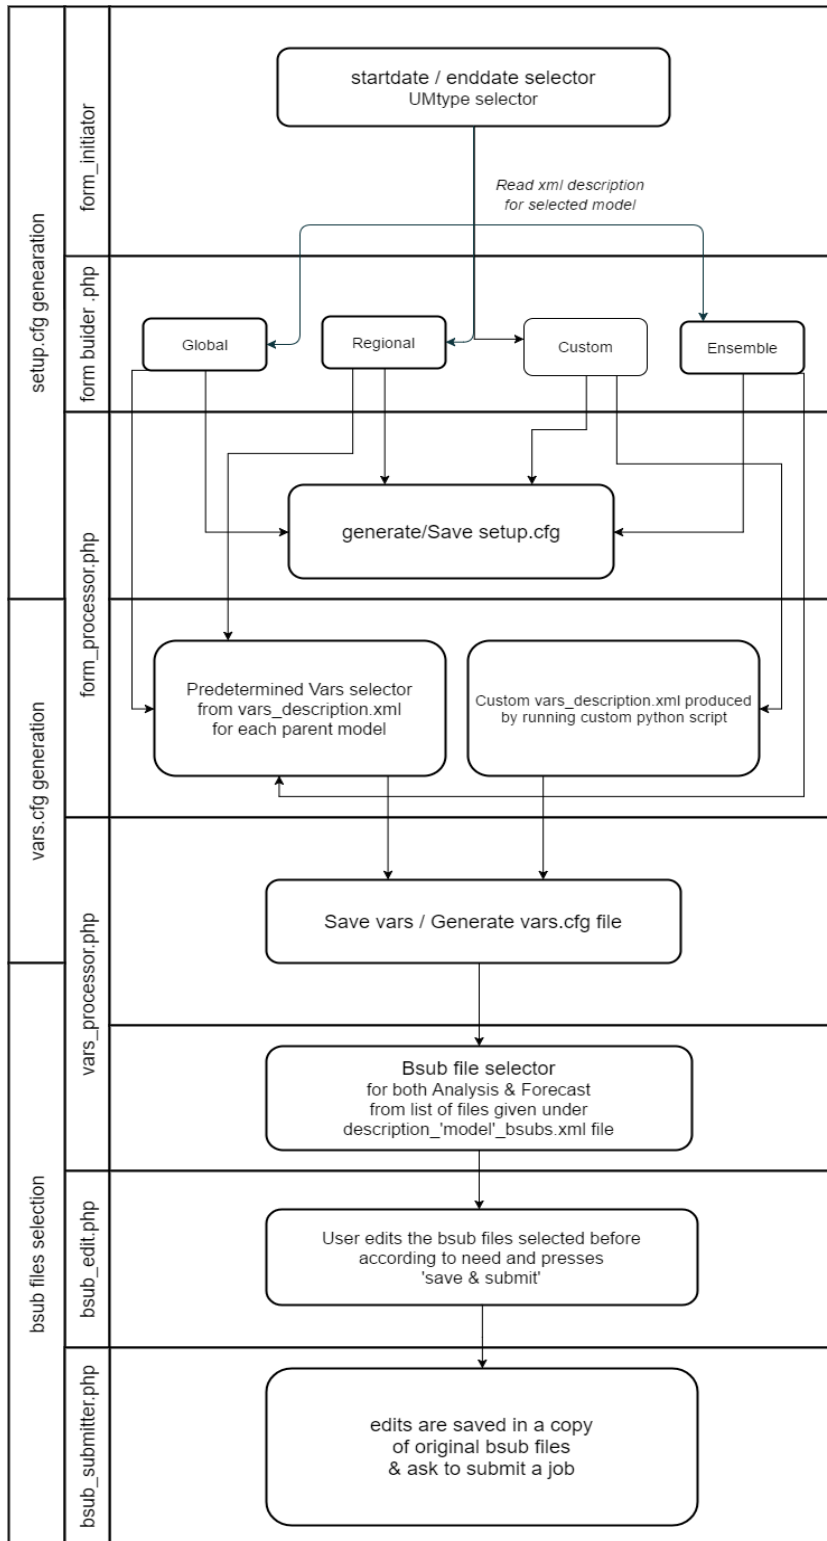 startdate / enddate selector
UMtype selector
form_initiator
Read xml description
for selected model
setup.cfg genearation
form buider .php
Global
Regional
Custom
Ensemble
generate/Save setup.cfg
form_processor.php
Predetermined Vars selector
from vars_description.xml
for each parent model
Custom vars_description.xml produced
by running custom python script
vars.cfg generation
Save vars / Generate vars.cfg file
vars_processor.php
Bsub file selector
for both Analysis & Forecast
from list of files given under
description_'model'_bsubs.xml file
bsub files selection
User edits the bsub files selected before
according to need and presses
'save & submit'
bsub_edit.php
edits are saved in a copy
of original bsub files
& ask to submit a job
bsub_submitter.php